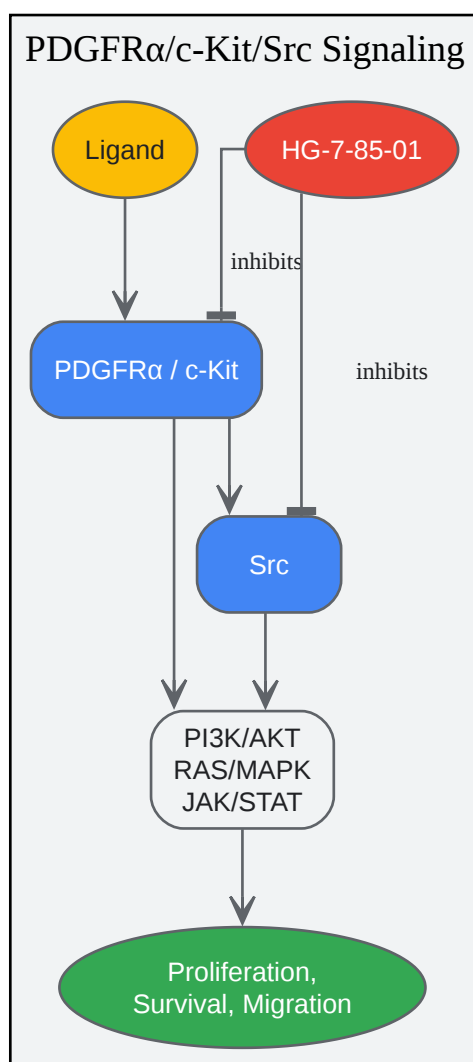 PDGFRα/c-Kit/Src Signaling
Ligand
HG-7-85-01
inhibits
PDGFRα / c-Kit
inhibits
Src
PI3K/AKT
RAS/MAPK
JAK/STAT
Proliferation,
Survival, Migration